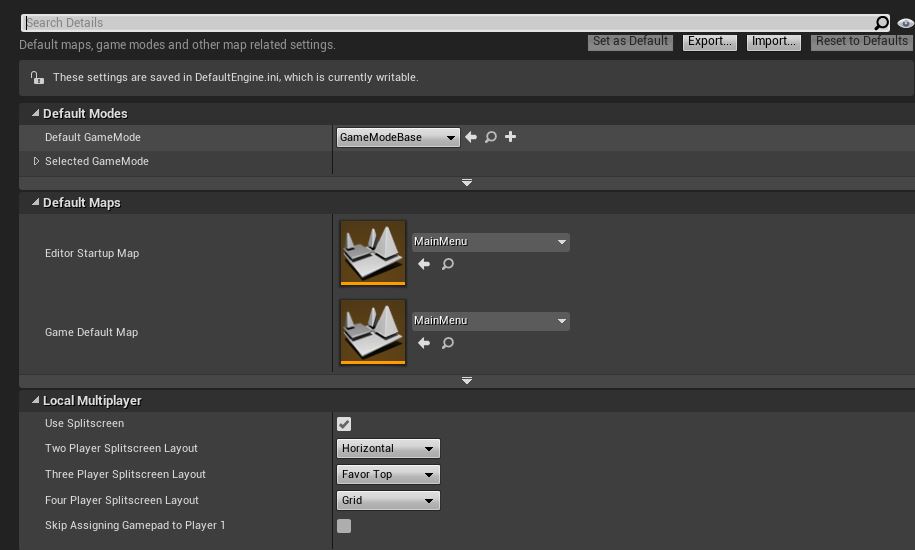 Search Details
Default maps, game modes and other map related settings.
Set as Default Export... Import... Reset to Defaults
These settings are saved in DefaultEngine.ini, which is currently writable.
Default Modes
Default GameMode GameModeBase
Selected GameMode
Default Maps
Editor Startup Map MainMenu
Game Default Map MainMenu
Local Multiplayer
Use Splitscreen
Two Player Splitscreen Layout Horizontal
Three Player Splitscreen Layout Favor Top
Four Player Splitscreen Layout Grid
Skip Assigning Gamepad to Player 1